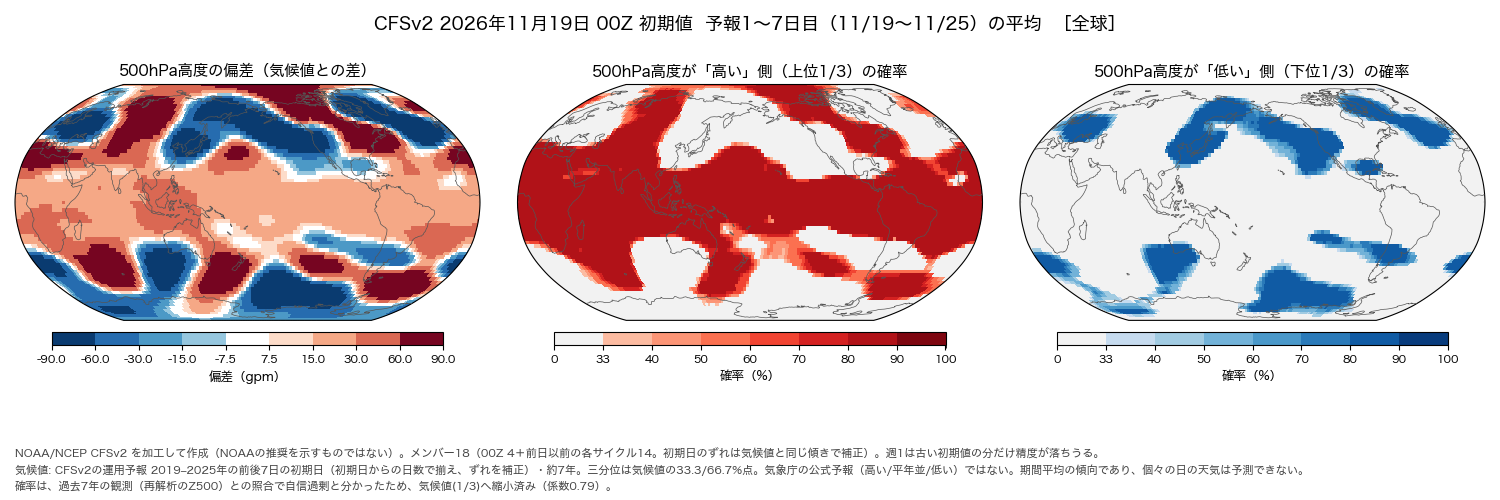 CFSv2 2026年11月19日 00Z 初期値 予報1～7日目（11/19～11/25）の平均 ［全球］
500hPa高度の偏差（気候値との差）
500hPa高度が「高い」側（上位1/3）の確率
500hPa高度が「低い」側（下位1/3）の確率
-90.0 -60.0 -30.0 -15.0 -7.5 7.5 15.0 30.0 60.0 90.0
偏差（gpm）
0 33 40 50 60 70 80 90 100
確率（%）
0 33 40 50 60 70 80 90 100
確率（%）
NOAA/NCEP CFSv2 を加工して作成（NOAAの推奨を示すものではない）。メンバー18（00Z 4＋前日以前の各サイクル14。初期日のずれは気候値と同じ傾きで補正）。週1は古い初期値の分だけ精度が落ちうる。
気候値: CFSv2の運用予報 2019–2025年の前後7日の初期日（初期日からの日数で揃え、ずれを補正）・約7年。三分位は気候値の33.3/66.7%点。気象庁の公式予報（高い/平年並/低い）ではない。期間平均の傾向であり、個々の日の天気は予測できない。
確率は、過去7年の観測（再解析のZ500）との照合で自信過剰と分かったため、気候値(1/3)へ縮小済み（係数0.79）。